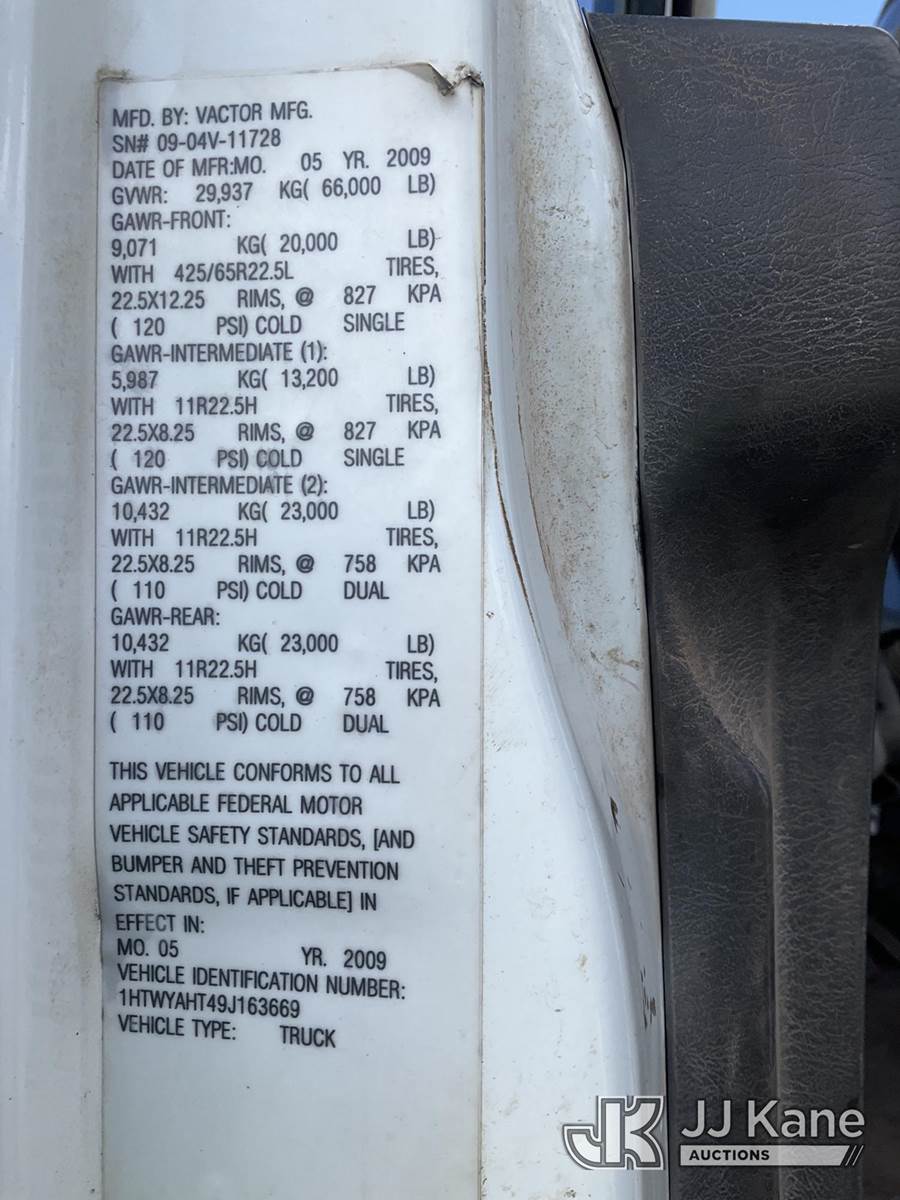 MFD. BY: VACTOR MFG.
SN# 09-04V-11728
DATE OF MFR:MO. 05 YR. 2009
GVWR: 29,937 KG( 66,000 LB)
GAWR-FRONT:
9,071 KG( 20,000 LB)
WITH 425/65R22.5L TIRES,
22.5X12.25 RIMS, @ 827 KPA
( 120 PSI) COLD SINGLE
GAWR-INTERMEDIATE (1):
5,987 KG( 13,200 LB)
WITH 11R22.5H TIRES,
22.5X8.25 RIMS, @ 827 KPA
( 120 PSI) COLD SINGLE
GAWR-INTERMEDIATE (2):
10,432 KG( 23,000 LB)
WITH 11R22.5H TIRES,
22.5X8.25 RIMS, @ 758 KPA
( 110 PSI) COLD DUAL
GAWR-REAR:
10,432 KG( 23,000 LB)
WITH 11R22.5H TIRES,
22.5X8.25 RIMS, @ 758 KPA
( 110 PSI) COLD DUAL
THIS VEHICLE CONFORMS TO ALL
APPLICABLE FEDERAL MOTOR
VEHICLE SAFETY STANDARDS, [AND
BUMPER AND THEFT PREVENTION
STANDARDS, IF APPLICABLE] IN
EFFECT IN:
MO. 05 YR. 2009
VEHICLE IDENTIFICATION NUMBER:
1HTWYAHT49J163669
VEHICLE TYPE: TRUCK
JK JJ Kane
AUCTIONS